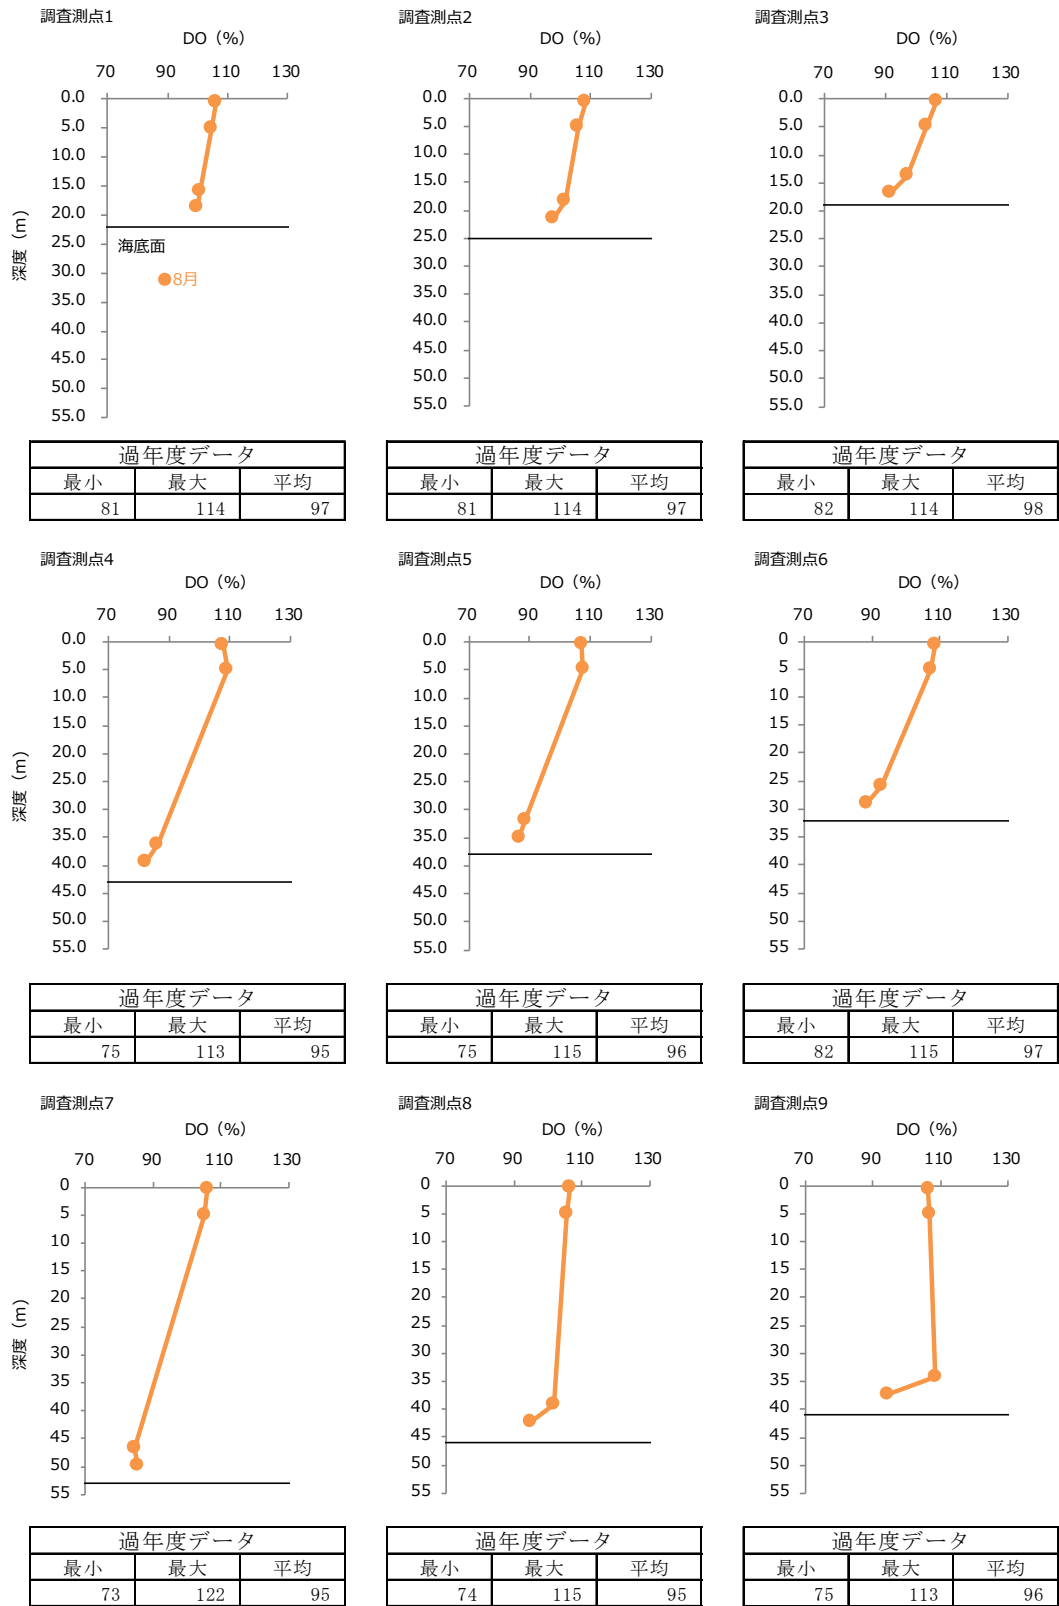 調査測点1
DO（%）
70 90 110 130
0.0
5.0
10.0
15.0
20.0
25.0
30.0
35.0
40.0
45.0
50.0
55.0
深度（m）
海底面
8月
過年度データ
最小 最大 平均
81 114 97
調査測点2
DO（%）
70 90 110 130
0.0
5.0
10.0
15.0
20.0
25.0
30.0
35.0
40.0
45.0
50.0
55.0
過年度データ
最小 最大 平均
81 114 97
調査測点3
DO（%）
70 90 110 130
0.0
5.0
10.0
15.0
20.0
25.0
30.0
35.0
40.0
45.0
50.0
55.0
過年度データ
最小 最大 平均
82 114 98
調査測点4
DO（%）
70 90 110 130
0.0
5.0
10.0
15.0
20.0
25.0
30.0
35.0
40.0
45.0
50.0
55.0
深度（m）
過年度データ
最小 最大 平均
75 113 95
調査測点5
DO（%）
70 90 110 130
0.0
5.0
10.0
15.0
20.0
25.0
30.0
35.0
40.0
45.0
50.0
55.0
過年度データ
最小 最大 平均
75 115 96
調査測点6
DO（%）
70 90 110 130
0
5
10
15
20
25
30
35
40
45
50
55
過年度データ
最小 最大 平均
82 115 97
調査測点7
DO（%）
70 90 110 130
0
5
10
15
20
25
30
35
40
45
50
55
深度（m）
過年度データ
最小 最大 平均
73 122 95
調査測点8
DO（%）
70 90 110 130
0
5
10
15
20
25
30
35
40
45
50
55
過年度データ
最小 最大 平均
74 115 95
調査測点9
DO（%）
70 90 110 130
0
5
10
15
20
25
30
35
40
45
50
55
過年度データ
最小 最大 平均
75 113 96